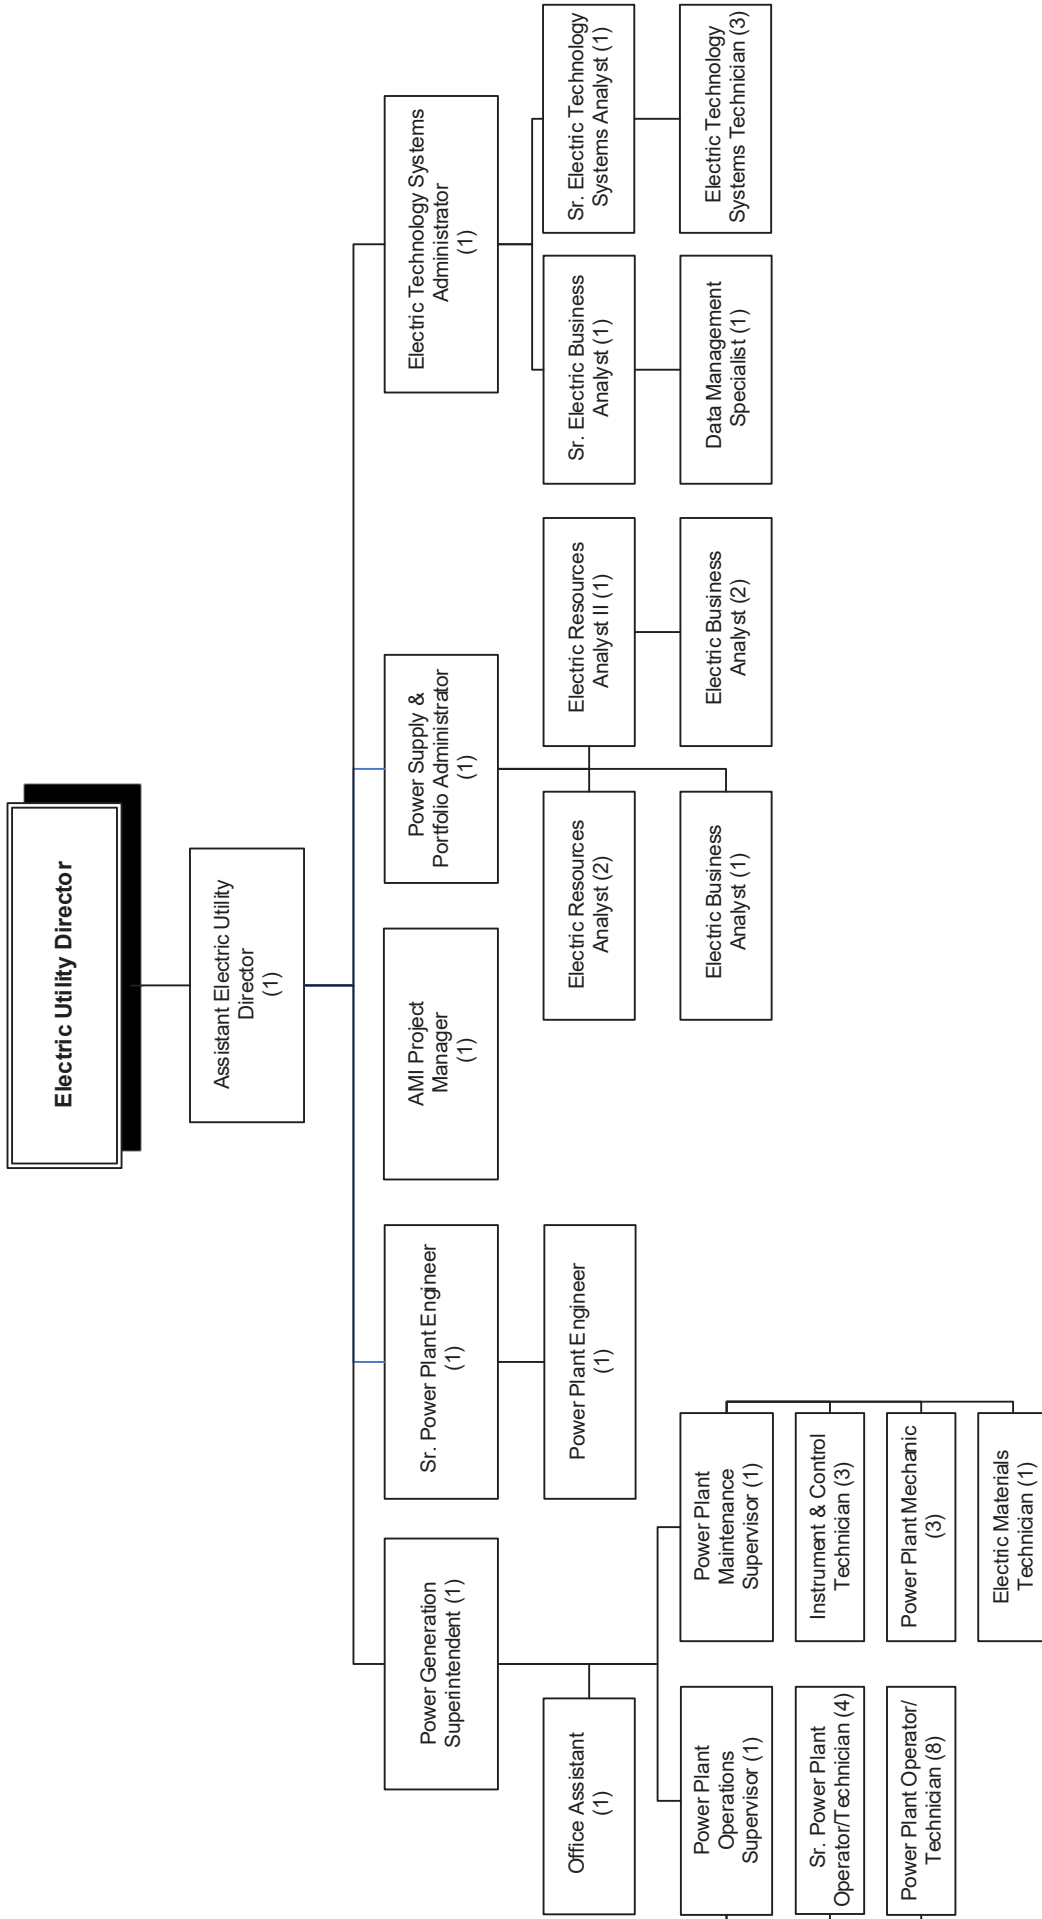 Electric Utility Director
Assistant Electric Utility
Director
(1)
Power Generation
Superintendent (1)
Sr. Power Plant Engineer
(1)
AMI Project
Manager
(1)
Power Supply &
Portfolio Administrator
(1)
Electric Technology Systems
Administrator
(1)
Office Assistant
(1)
Power Plant Engineer
(1)
Electric Resources
Analyst (2)
Electric Resources
Analyst II (1)
Sr. Electric Business
Analyst (1)
Sr. Electric Technology
Systems Analyst (1)
Power Plant
Operations
Supervisor (1)
Power Plant
Maintenance
Supervisor (1)
Electric Business
Analyst (1)
Electric Business
Analyst (2)
Data Management
Specialist (1)
Electric Technology
Systems Technician (3)
Sr. Power Plant
Operator/Technician (4)
Instrument & Control
Technician (3)
Power Plant Operator/
Technician (8)
Power Plant Mechanic
(3)
Electric Materials
Technician (1)